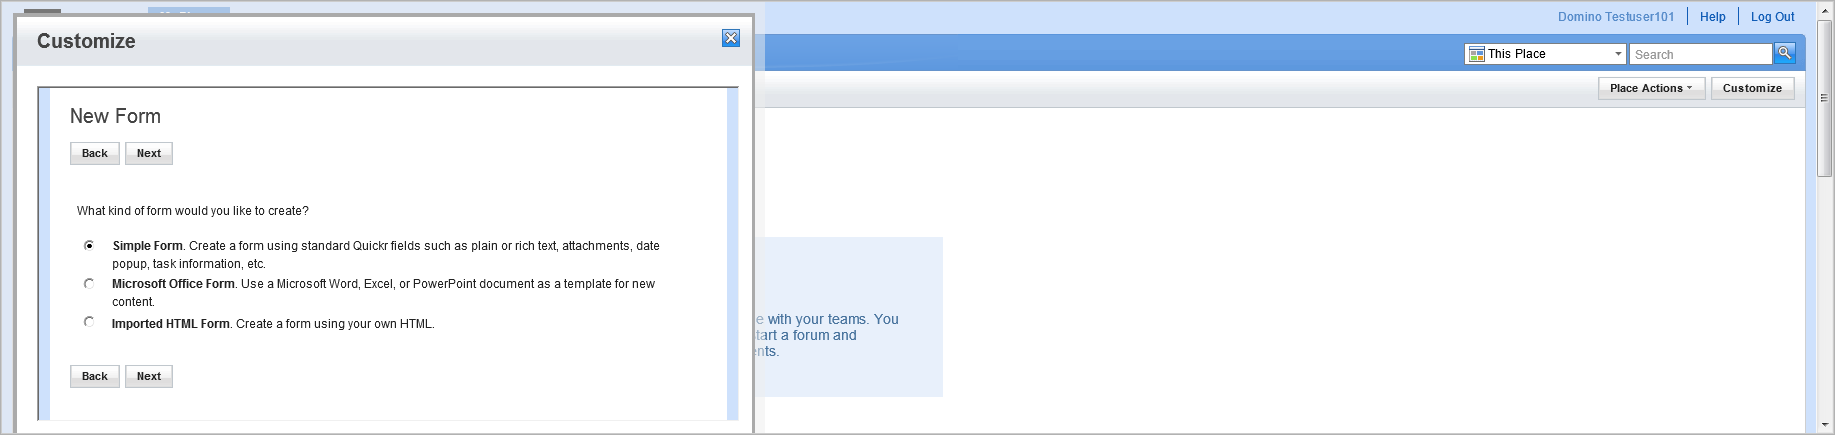 Domino Testuser101 Help Log Out
Customize
This Place Search
Place Actions Customize
New Form
Back Next
What kind of form would you like to create?
Simple Form. Create a form using standard Quickr fields such as plain or rich text, attachments, date
popup, task information, etc.
Microsoft Office Form. Use a Microsoft Word, Excel, or PowerPoint document as a template for new
content.
Imported HTML Form. Create a form using your own HTML.
Back Next
e with your teams. You
tart a forum and
ents.